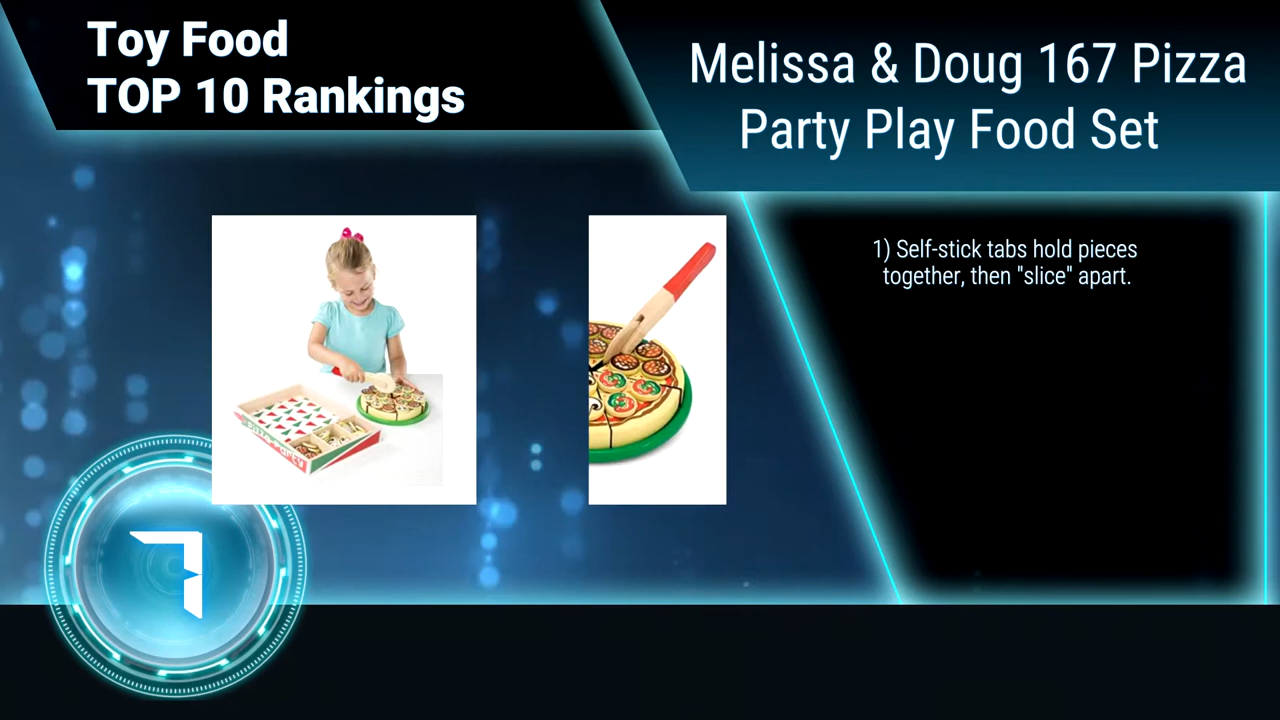 Toy Food
TOP 10 Rankings
Melissa & Doug 167 Pizza
Party Play Food Set
1) Self-stick tabs hold pieces
together, then "slice" apart.
7